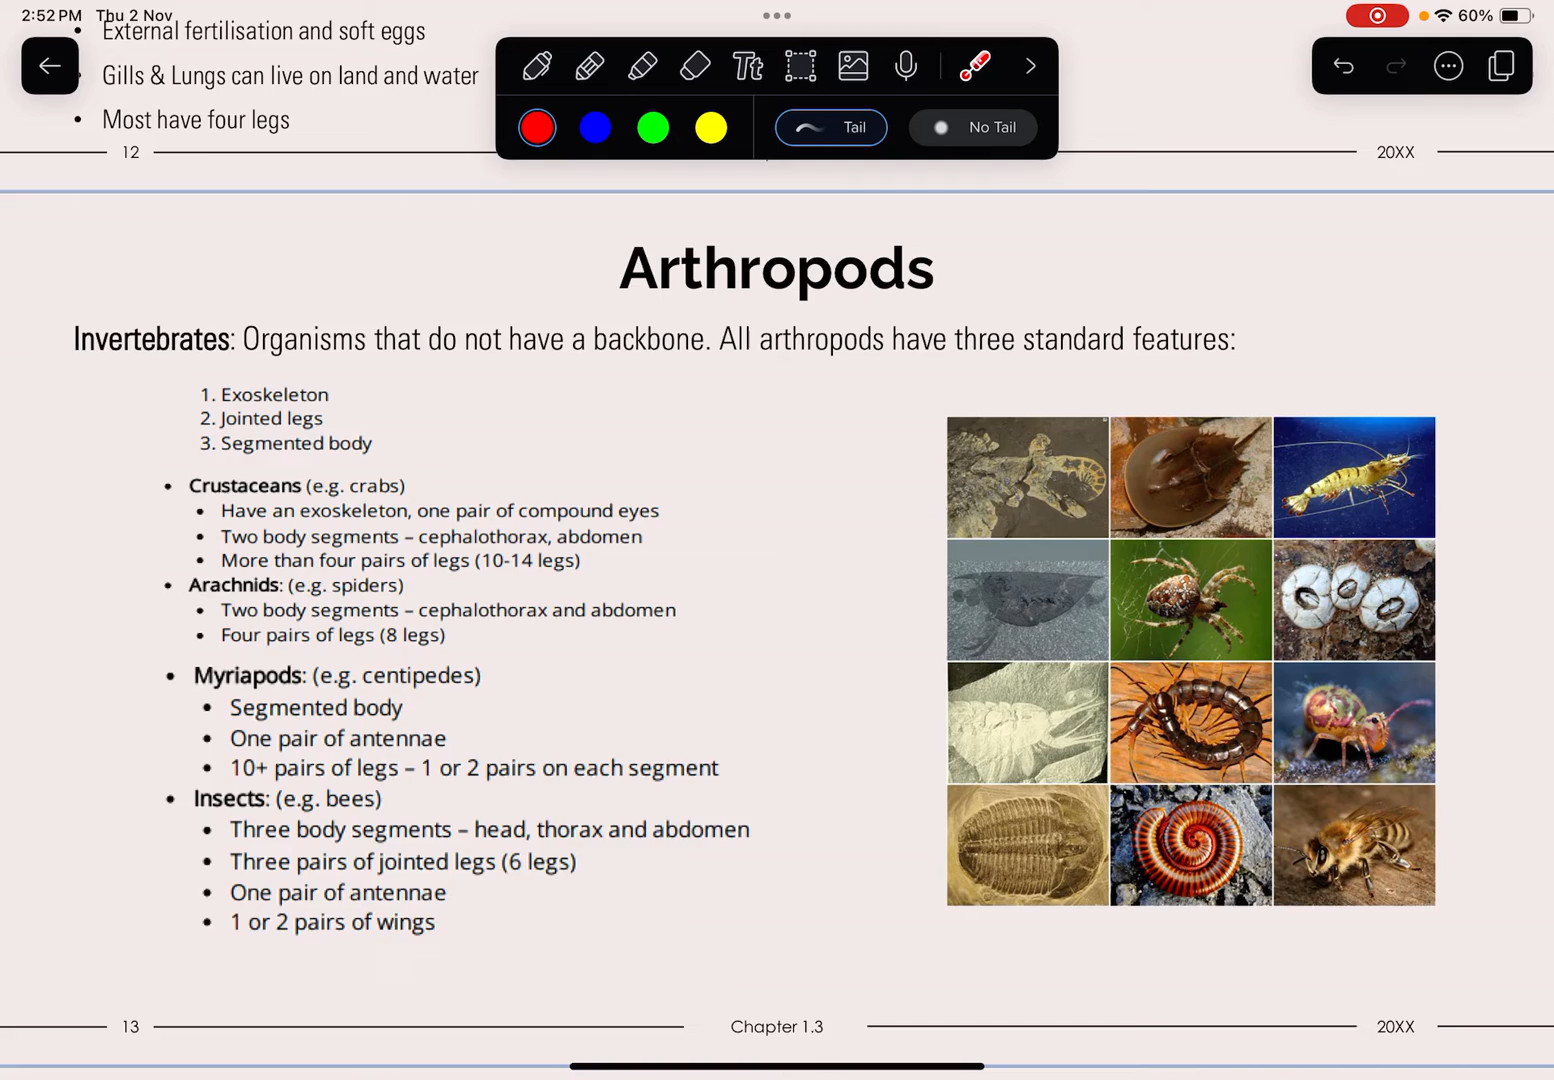 2:52 PM Thu 2 Nov
60%
• External fertilisation and soft eggs
• Gills & Lungs can live on land and water
• Most have four legs
Tt
Tail
No Tail
12
20XX
Arthropods
Invertebrates: Organisms that do not have a backbone. All arthropods have three standard features:
1. Exoskeleton
2. Jointed legs
3. Segmented body
• Crustaceans (e.g. crabs)
• Have an exoskeleton, one pair of compound eyes
• Two body segments – cephalothorax, abdomen
• More than four pairs of legs (10-14 legs)
• Arachnids: (e.g. spiders)
• Two body segments – cephalothorax and abdomen
• Four pairs of legs (8 legs)
• Myriapods: (e.g. centipedes)
• Segmented body
• One pair of antennae
• 10+ pairs of legs – 1 or 2 pairs on each segment
• Insects: (e.g. bees)
• Three body segments – head, thorax and abdomen
• Three pairs of jointed legs (6 legs)
• One pair of antennae
• 1 or 2 pairs of wings
13
Chapter 1.3
20XX